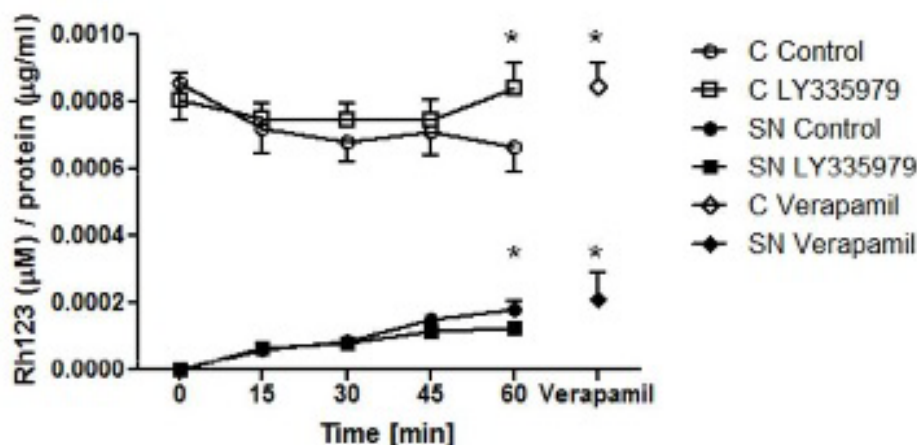 Rh123 (µM) / protein (µg/ml)
0.0010
0.0008
0.0006
0.0004
0.0002
0.0000
* *
* *
0 15 30 45 60 Verapamil
Time [min]
C Control
C LY335979
SN Control
SN LY335979
C Verapamil
SN Verapamil